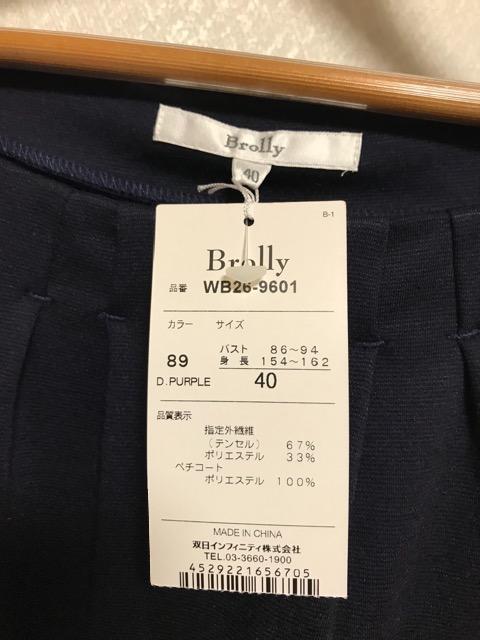 Brolly
40
B-1
Brolly
品番 WB26-9601
カラー サイズ
89 バスト 86〜94
身長 154〜162
D.PURPLE 40
品質表示
指定外繊維
(テンセル) 67%
ポリエステル 33%
ペチコート
ポリエステル 100%
MADE IN CHINA
双日インフィニティ株式会社
TEL.03-3660-1900
4529221656705